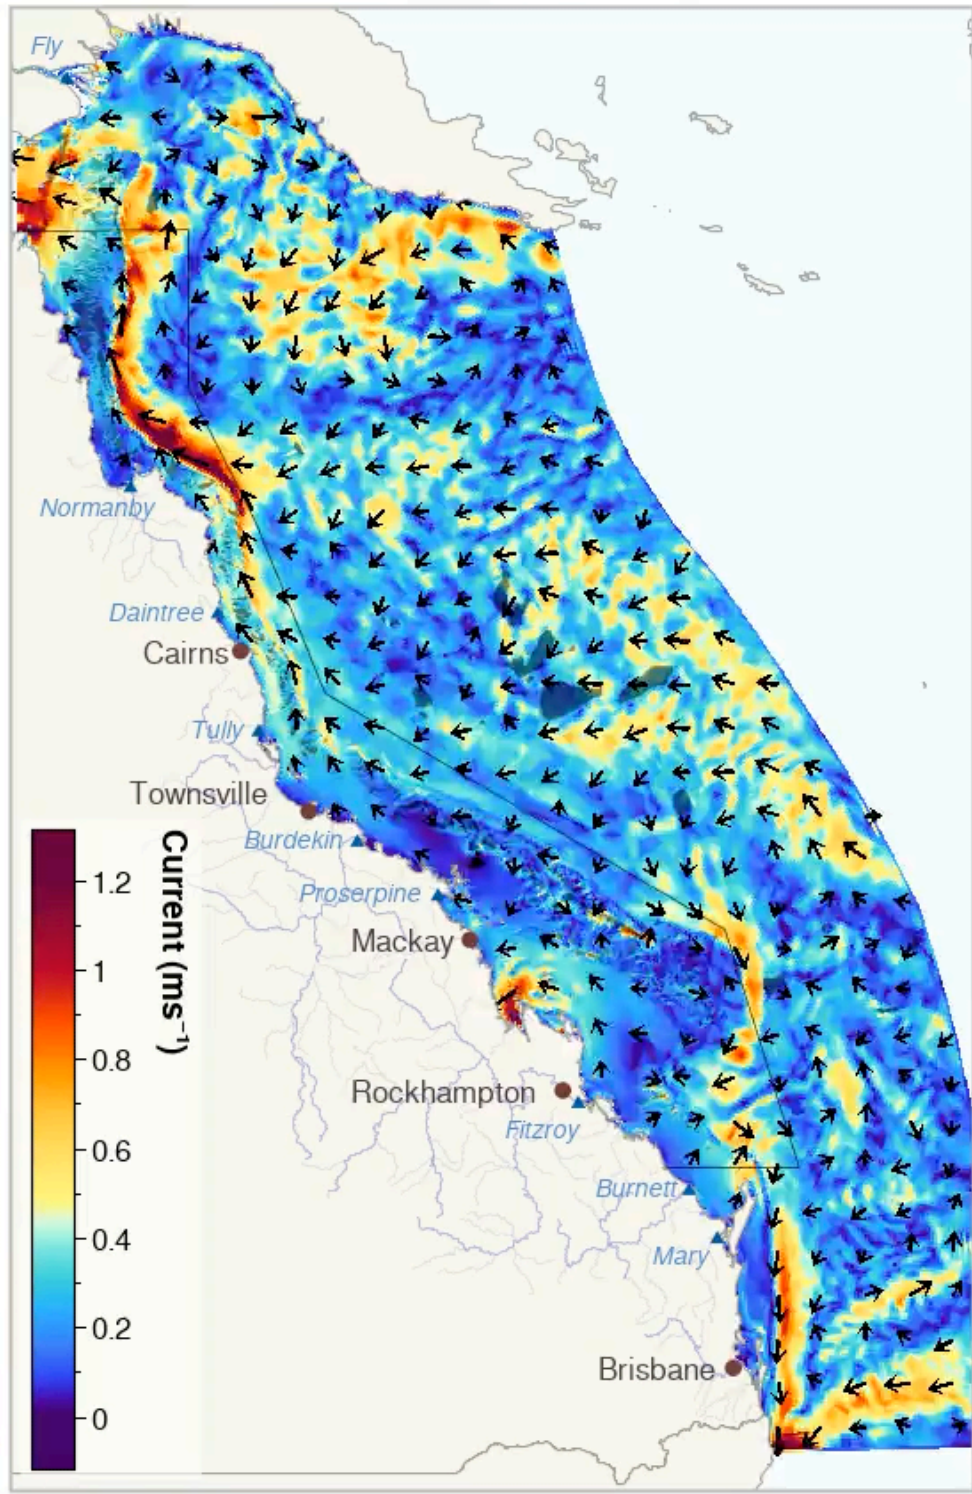 Fly
Normanby
Daintree
Cairns
Tully
Townsville
Burdekin
Proserpine
Mackay
Rockhampton
Fitzroy
Burnett
Mary
Brisbane
Current (ms⁻¹)
1.2
1
0.8
0.6
0.4
0.2
0